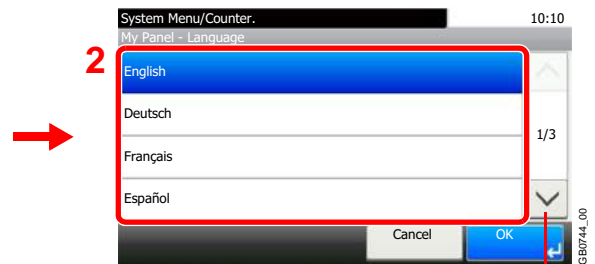 System Menu/Counter.
10:10
My Panel - Language
2
English
Deutsch
1/3
Français
Español
Cancel
OK
GB0744_00